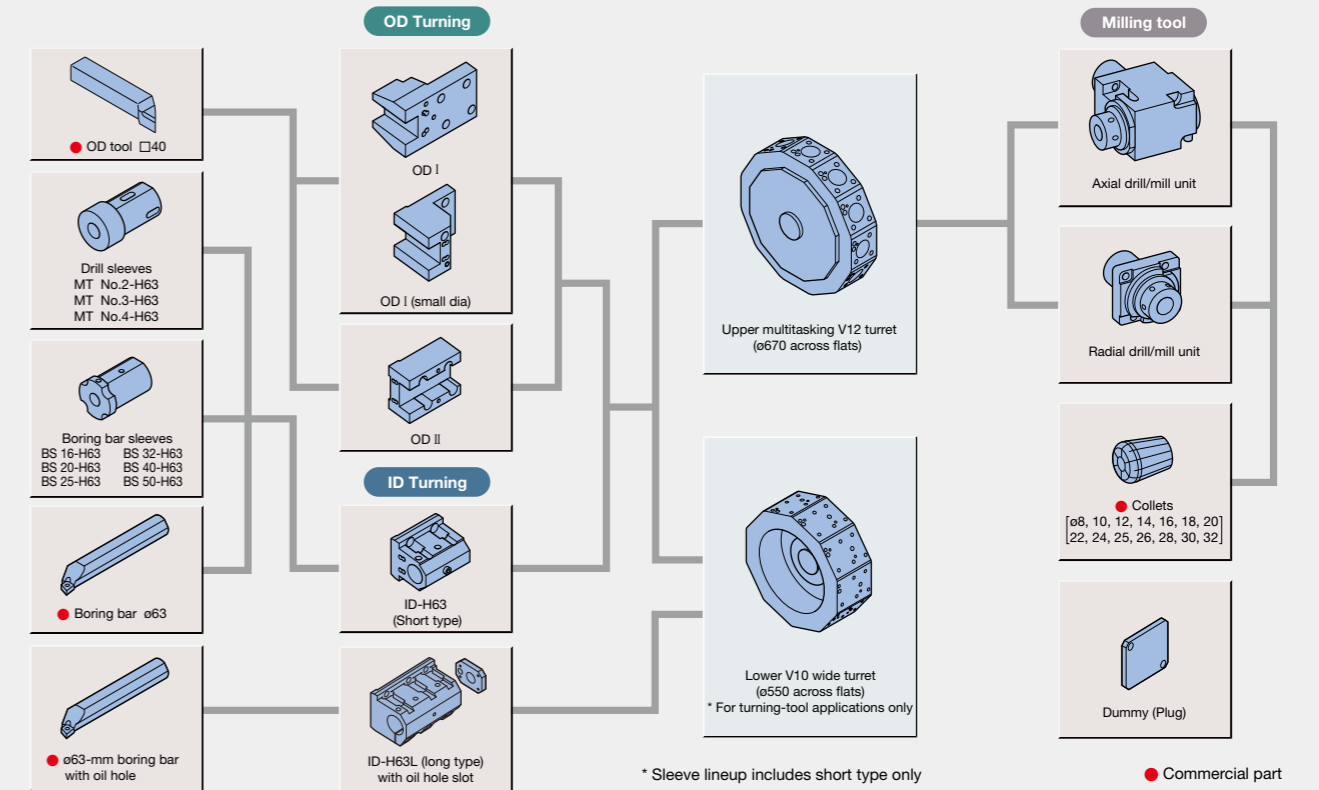 OD Turning
Milling tool
OD tool □40
Drill sleeves
MT No.2-H63
MT No.3-H63
MT No.4-H63
Boring bar sleeves
BS 16-H63 BS 32-H63
BS 20-H63 BS 40-H63
BS 25-H63 BS 50-H63
Boring bar ø63
ø63-mm boring bar
with oil hole
OD I
OD I (small dia)
OD II
ID Turning
ID-H63
(Short type)
ID-H63L (long type)
with oil hole slot
Upper multitasking V12 turret
(ø670 across flats)
Lower V10 wide turret
(ø550 across flats)
* For turning-tool applications only
Axial drill/mill unit
Radial drill/mill unit
Collets
[ø8, 10, 12, 14, 16, 18, 20]
[22, 24, 25, 26, 28, 30, 32]
Dummy (Plug)
* Sleeve lineup includes short type only
Commercial part